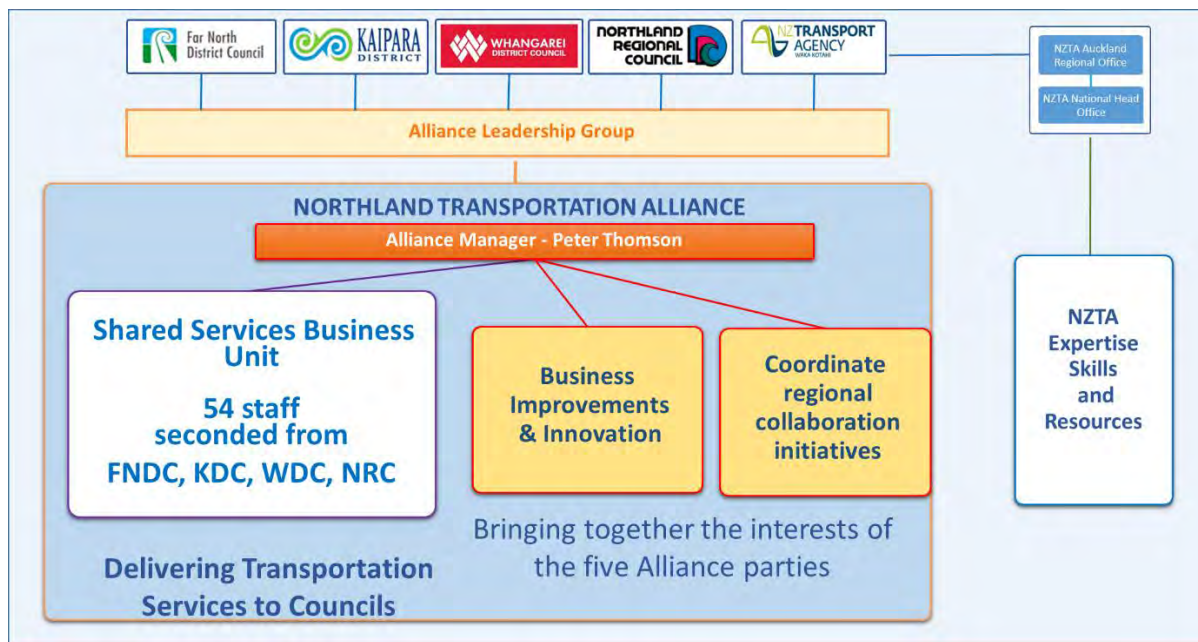 Far North
District Council
KAIPARA
DISTRICT
WHANGAREI
DISTRICT COUNCIL
NORTHLAND
REGIONAL
COUNCIL
NZTRANSPORT
AGENCY
WAKA KOTAHI
NZTA Auckland
Regional Office
NZTA National Head
Office
Alliance Leadership Group
NORTHLAND TRANSPORTATION ALLIANCE
Alliance Manager - Peter Thomson
Shared Services Business
Unit
54 staff
seconded from
FNDC, KDC, WDC, NRC
Business
Improvements
& Innovation
Coordinate
regional
collaboration
initiatives
NZTA
Expertise
Skills
and
Resources
Delivering Transportation
Services to Councils
Bringing together the interests of
the five Alliance parties